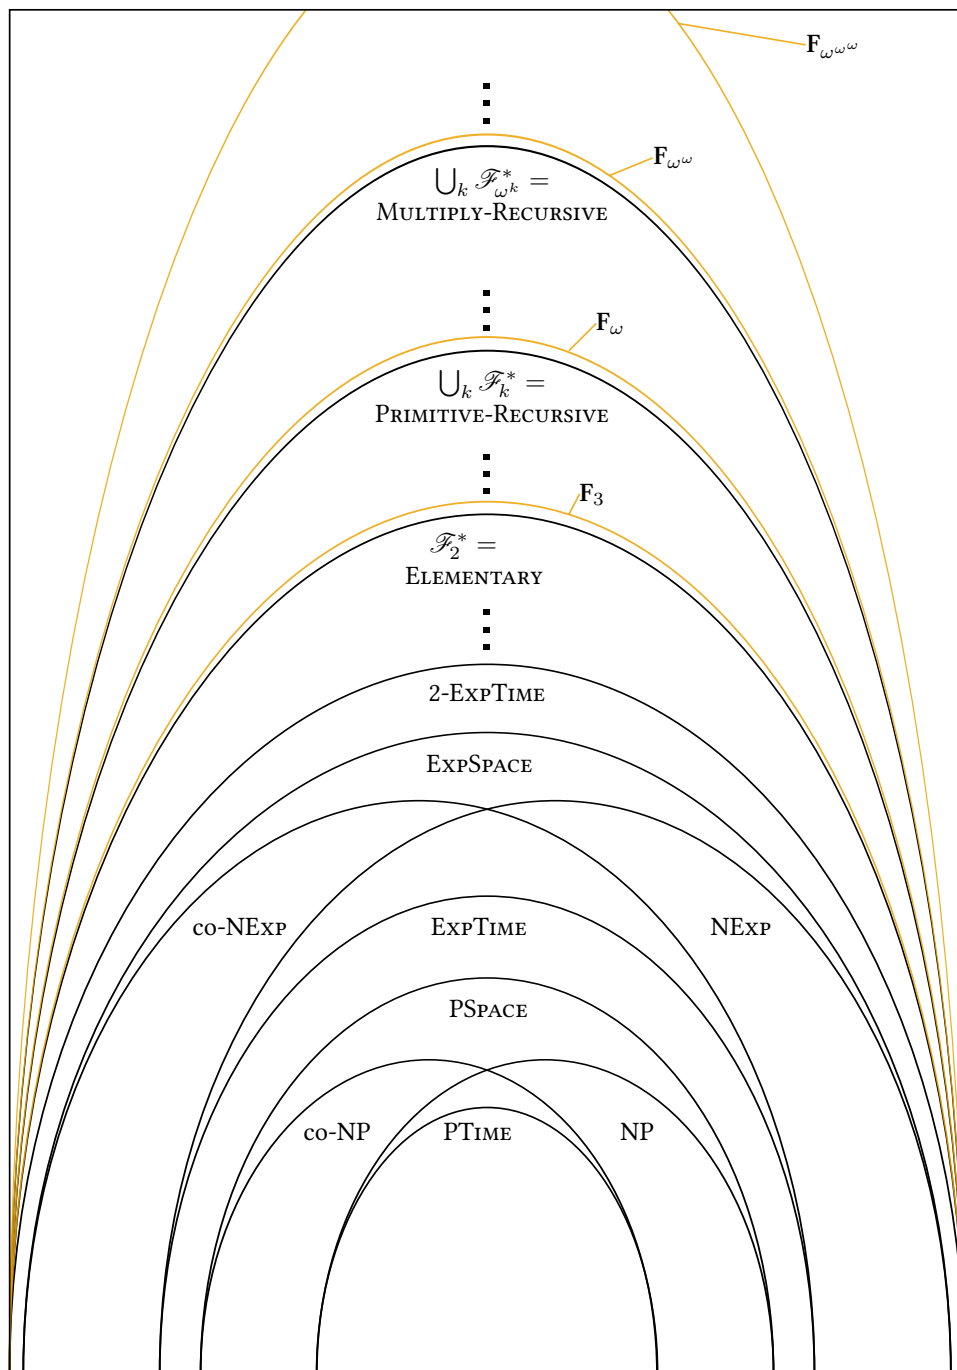 𝐅_{ω^{ω^ω}}
𝐅_{ω^ω}
⋃_k ℱ*_{ω^k} =
Multiply-Recursive
𝐅_ω
⋃_k ℱ*_k =
Primitive-Recursive
𝐅_3
ℱ*_2 =
Elementary
2-ExpTime
ExpSpace
co-NExp
ExpTime
NExp
PSpace
co-NP
PTime
NP